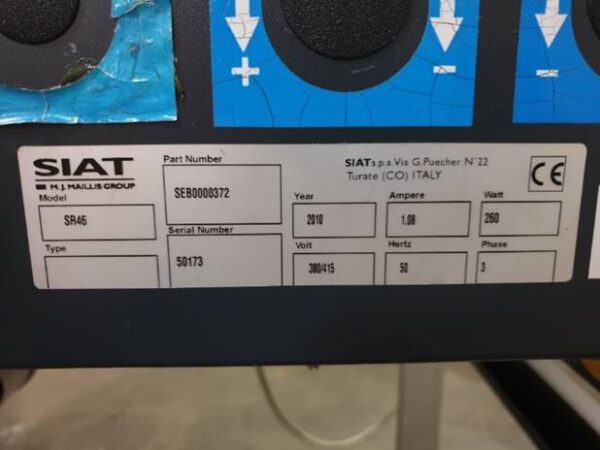 SIAT
M.J. MAILLIS GROUP
Model
SR46
Type
Part Number
SEB0000372
Serial Number
50173
SIAT s.p.a. Via G.Puecher N°22
Turate (CO) ITALY
CE
Year
2010
Ampere
1.08
Watt
260
Volt
380/415
Hertz
50
Phase
3
+
-
-